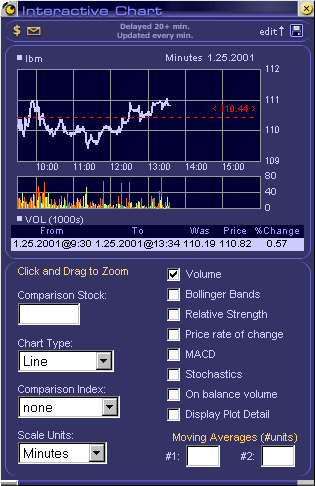 Interactive Chart
$ Delayed 20+ min. edit↑
Updated every min.
Ibm Minutes 1.25.2001
112
111
< 110.44 >
110
109
10:00 11:00 12:00 13:00 14:00 15:00
80
40
0
VOL (1000s)
From To Was Price %Change
1.25.2001@9:30 1.25.2001@13:34 110.19 110.82 0.57
Click and Drag to Zoom
Volume
Comparison Stock:
Bollinger Bands
Relative Strength
Chart Type:
Price rate of change
Line
MACD
Stochastics
Comparison Index:
On balance volume
none
Display Plot Detail
Scale Units:
Moving Averages (#units)
Minutes
#1: #2: